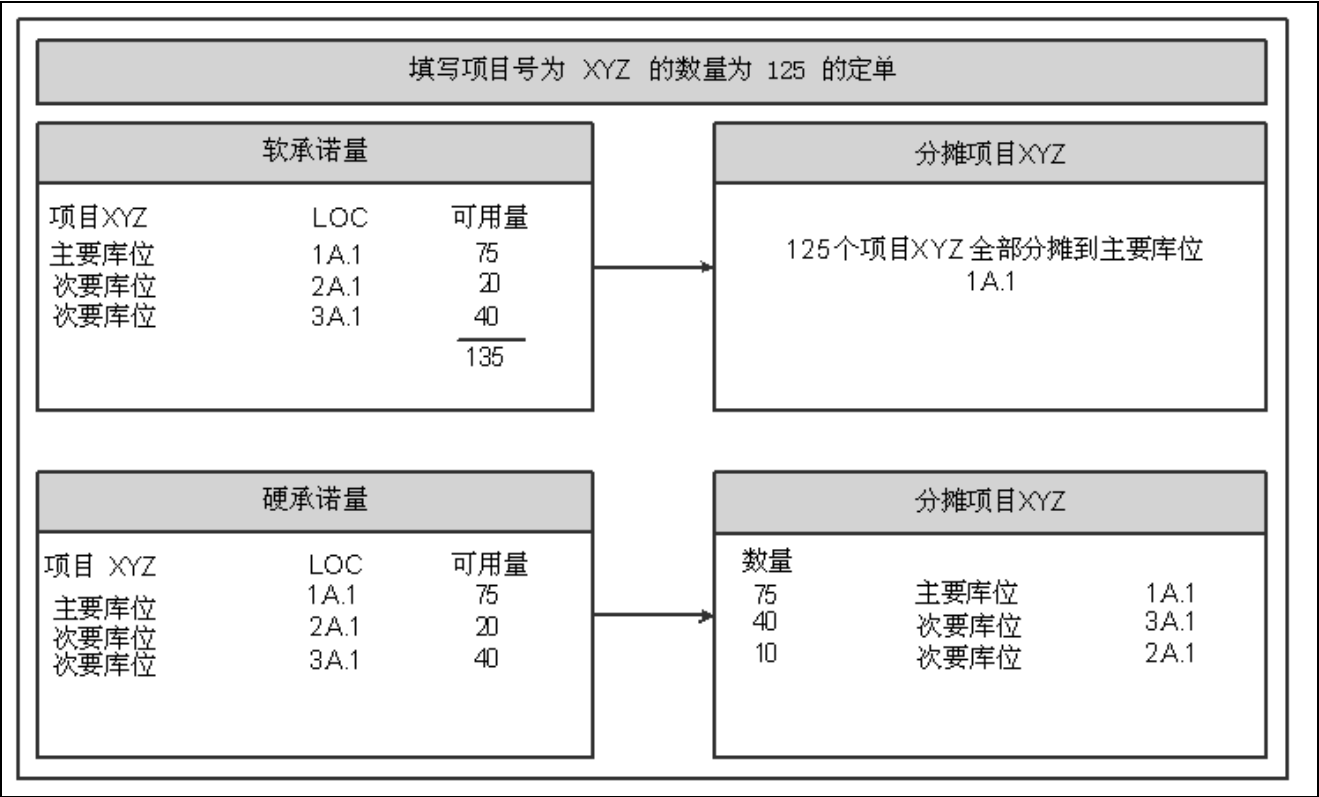 填写项目号为 XYZ 的数量为 125 的定单
软承诺量
项目XYZ LOC 可用量
主要库位 1A.1 75
次要库位 2A.1 20
次要库位 3A.1 40
135
分摊项目XYZ
125个项目XYZ全部分摊到主要库位
1A.1
硬承诺量
项目 XYZ LOC 可用量
主要库位 1A.1 75
次要库位 2A.1 20
次要库位 3A.1 40
分摊项目XYZ
数量
75 主要库位 1A.1
40 次要库位 3A.1
10 次要库位 2A.1